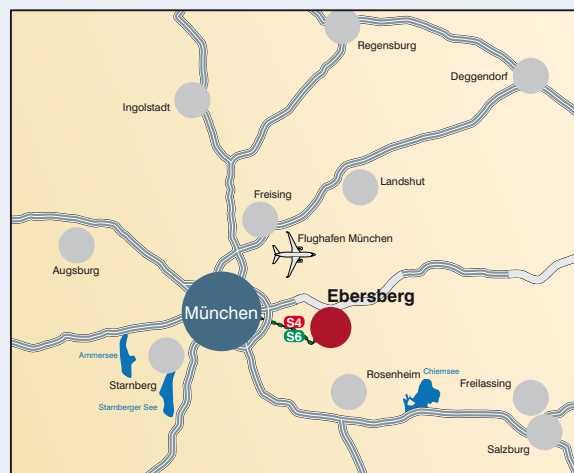 Regensburg
Deggendorf
Ingolstadt
Landshut
Freising
Flughafen München
Augsburg
Ebersberg
München
S4
S6
Ammersee
Starnberg
Starnberger See
Rosenheim
Chiemsee
Freilassing
Salzburg